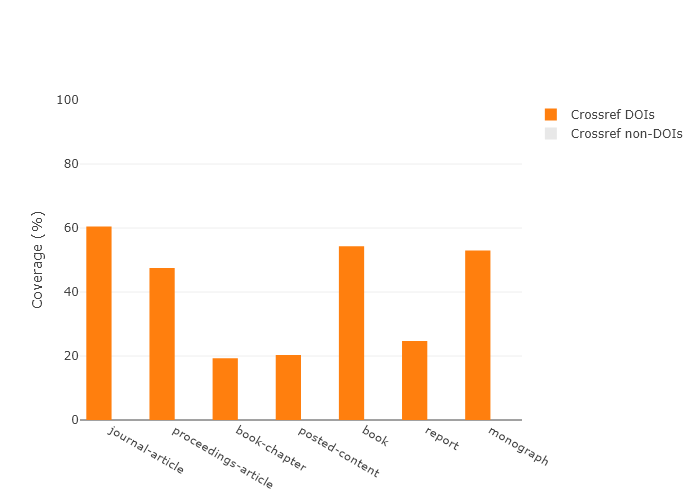 100
80
60
40
20
0
Coverage (%)
journal-article
proceedings-article
book-chapter
posted-content
book
report
monograph
Crossref DOIs
Crossref non-DOIs